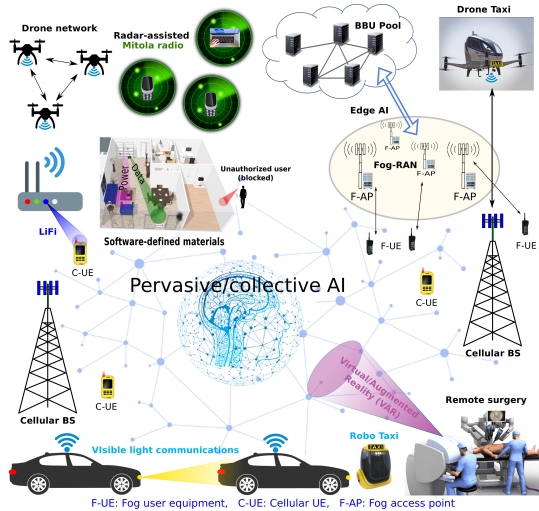 Drone network
Radar-assisted
Mitola radio
BBU Pool
Drone Taxi
TAXI
Edge AI
F-AP
Fog-RAN
F-AP
F-AP
F-AP
Power
Data
Unauthorized user
(blocked)
LiFi
Software-defined materials
C-UE
F-UE
F-UE
Pervasive/collective AI
C-UE
Cellular BS
Virtual/Augmented
Reality (VAR)
C-UE
Cellular BS
Remote surgery
VIsible light communications
Robo Taxi
TAXI
F-UE: Fog user equipment, C-UE: Cellular UE, F-AP: Fog access point